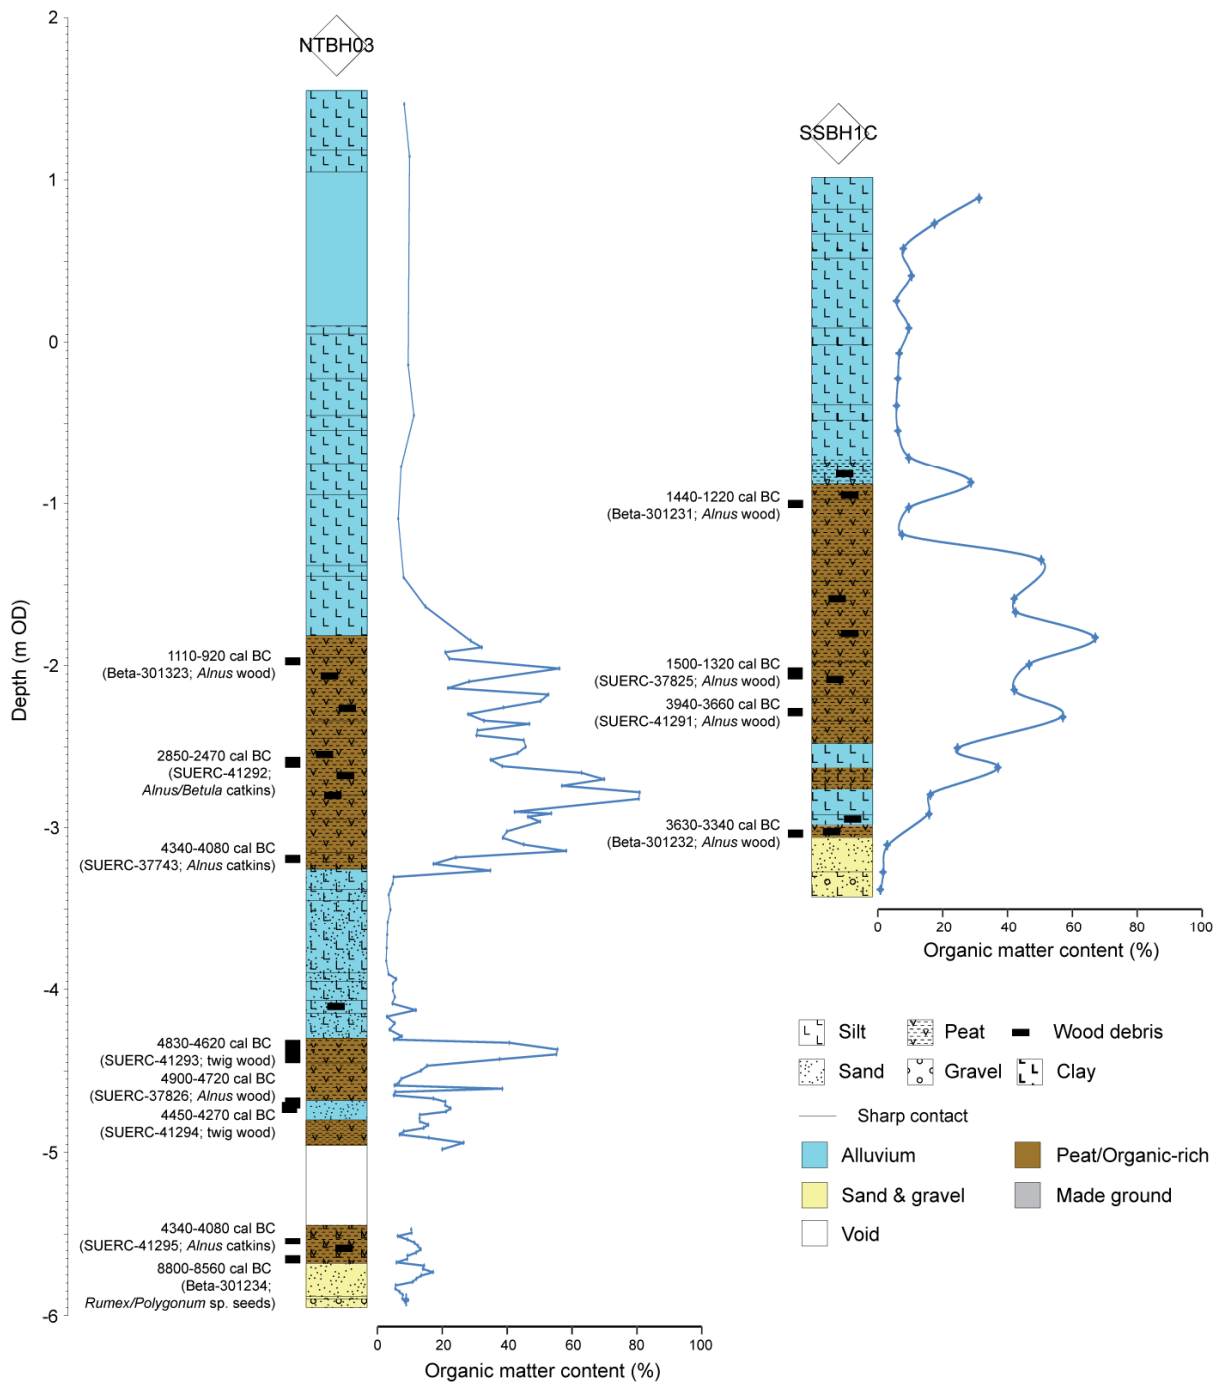 2
1
0
-1
-2
-3
-4
-5
-6
Depth (m OD)
NTBH03
1110-920 cal BC
(Beta-301323; Alnus wood)
2850-2470 cal BC
(SUERC-41292;
Alnus/Betula catkins)
4340-4080 cal BC
(SUERC-37743; Alnus catkins)
4830-4620 cal BC
(SUERC-41293; twig wood)
4900-4720 cal BC
(SUERC-37826; Alnus wood)
4450-4270 cal BC
(SUERC-41294; twig wood)
4340-4080 cal BC
(SUERC-41295; Alnus catkins)
8800-8560 cal BC
(Beta-301234;
Rumex/Polygonum sp. seeds)
0 20 40 60 80 100
Organic matter content (%)
SSBH1C
1440-1220 cal BC
(Beta-301231; Alnus wood)
1500-1320 cal BC
(SUERC-37825; Alnus wood)
3940-3660 cal BC
(SUERC-41291; Alnus wood)
3630-3340 cal BC
(Beta-301232; Alnus wood)
0 20 40 60 80 100
Organic matter content (%)
Silt Peat Wood debris
Sand Gravel Clay
Sharp contact
Alluvium Peat/Organic-rich
Sand & gravel Made ground
Void